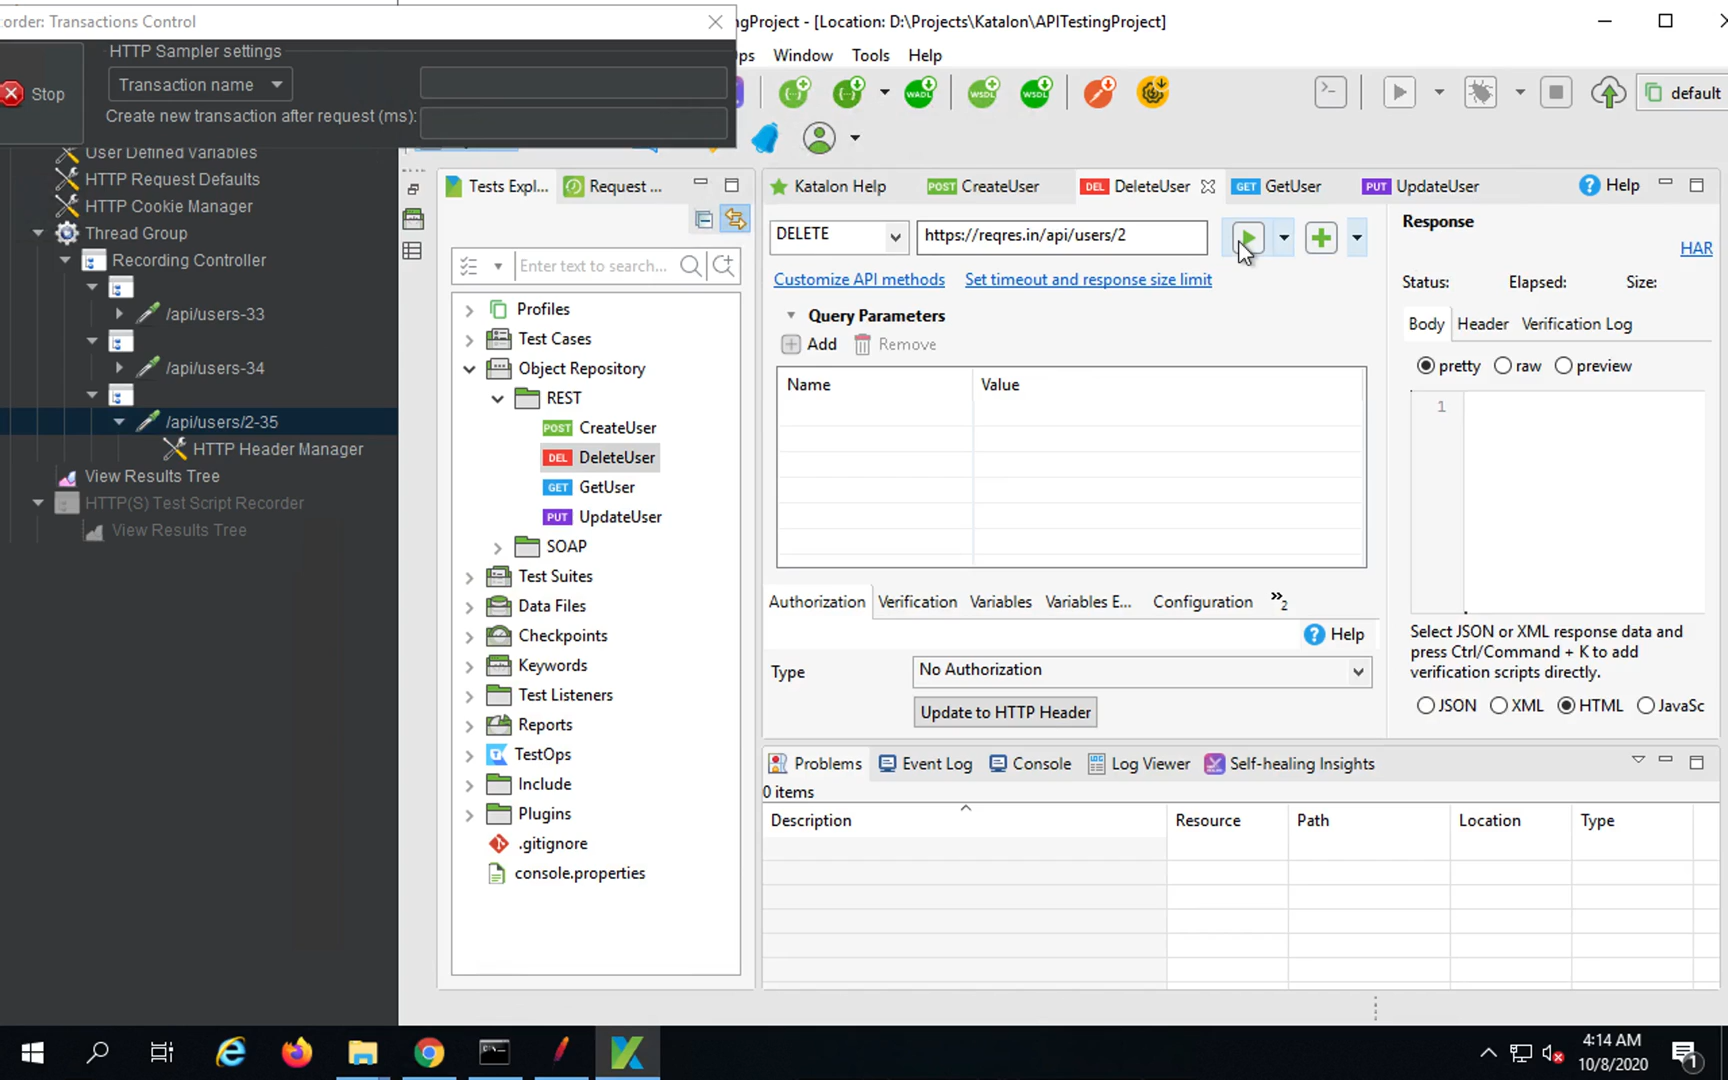 order: Transactions Control
HTTP Sampler settings
Transaction name
Stop
Create new transaction after request (ms):
User Defined Variables
HTTP Request Defaults
HTTP Cookie Manager
Thread Group
Recording Controller
/api/users-33
/api/users-34
/api/users/2-35
HTTP Header Manager
View Results Tree
HTTP(S) Test Script Recorder
View Results Tree
ngProject - [Location: D:\Projects\Katalon\APITestingProject]
ps Window Tools Help
WADL WSDL WSDL
default
Tests Expl... Request ...
Enter text to search...
Profiles
Test Cases
Object Repository
REST
POST CreateUser
DEL DeleteUser
GET GetUser
PUT UpdateUser
SOAP
Test Suites
Data Files
Checkpoints
Keywords
Test Listeners
Reports
TestOps
Include
Plugins
.gitignore
console.properties
Katalon Help POST CreateUser DEL DeleteUser GET GetUser PUT UpdateUser
Help
DELETE https://reqres.in/api/users/2
Customize API methods Set timeout and response size limit
Query Parameters
Add Remove
Name Value
Authorization Verification Variables Variables E... Configuration »2
Help
Type No Authorization
Update to HTTP Header
Response
HAR
Status: Elapsed: Size:
Body Header Verification Log
pretty raw preview
1
Select JSON or XML response data and
press Ctrl/Command + K to add
verification scripts directly.
JSON XML HTML JavaSc
Problems Event Log Console Log Viewer Self-healing Insights
0 items
Description Resource Path Location Type
4:14 AM
10/8/2020
1